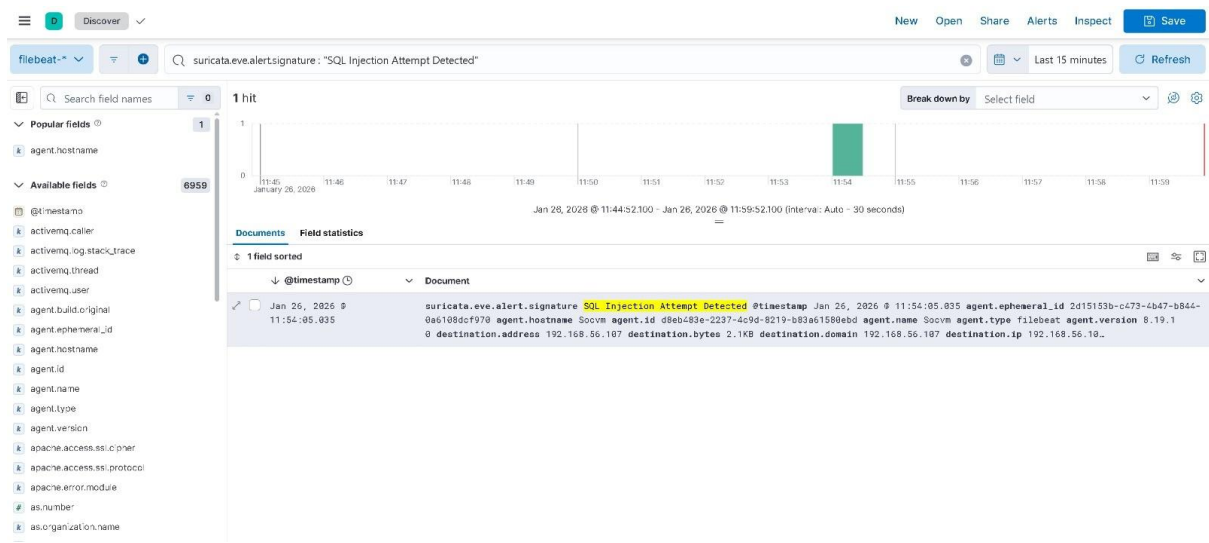 D Discover New Open Share Alerts Inspect Save
filebeat-* suricata.eve.alert.signature : "SQL Injection Attempt Detected" Last 15 minutes Refresh
Search field names 0
1 hit
Break down by Select field
Popular fields 1
agent.hostname
Available fields 6959
@timestamp
activemq.caller
activemq.log.stack_trace
activemq.thread
activemq.user
agent.build.original
agent.ephemeral_id
agent.hostname
agent.id
agent.name
agent.type
agent.version
apache.access.ssl.cipher
apache.access.ssl.protocol
apache.error.module
as.number
as.organization.name
1
0
11:45 11:46 11:47 11:48 11:49 11:50 11:51 11:52 11:53 11:54 11:55 11:56 11:57 11:58 11:59
January 26, 2026
Jan 26, 2026 @ 11:44:52.100 - Jan 26, 2026 @ 11:59:52.100 (interval: Auto - 30 seconds)
Documents Field statistics
1 field sorted
@timestamp Document
Jan 26, 2026 @
11:54:05.035
suricata.eve.alert.signature SQL Injection Attempt Detected @timestamp Jan 26, 2026 @ 11:54:05.035 agent.ephemeral_id 2d15153b-c473-4b47-b844-
0a6108dcf970 agent.hostname Socvm agent.id d8eb483e-2237-4c9d-8219-b83a61580ebd agent.name Socvm agent.type filebeat agent.version 8.19.1
0 destination.address 192.168.56.107 destination.bytes 2.1KB destination.domain 192.168.56.107 destination.ip 192.168.56.10…